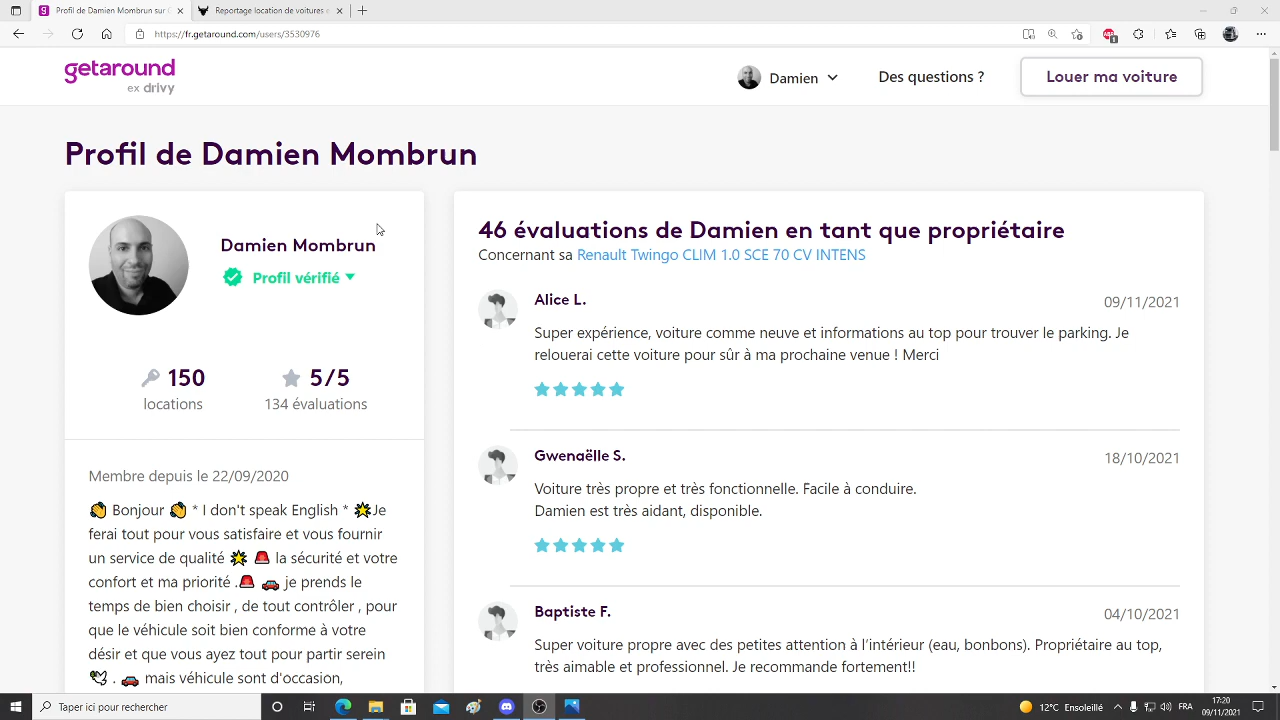 Profil de Damien Mombrun sur G
Reportage location de voitures e
https://fr.getaround.com/users/3530976
getaround
ex drivy
Damien
Des questions ?
Louer ma voiture
Profil de Damien Mombrun
Damien Mombrun
Profil vérifié
150
locations
5/5
134 évaluations
Membre depuis le 22/09/2020
👏 Bonjour 👏 * I don't speak English * 🌟Je
ferai tout pour vous satisfaire et vous fournir
un service de qualité 🌟 🚨 la sécurité et votre
confort et ma priorité .🚨 🚗 je prends le
temps de bien choisir , de tout contrôler , pour
que le véhicule soit bien conforme à votre
désir et que vous ayez tout pour partir serein
🕊 . 🚗 mais véhicule sont d'occasion,
46 évaluations de Damien en tant que propriétaire
Concernant sa Renault Twingo CLIM 1.0 SCE 70 CV INTENS
Alice L.
09/11/2021
Super expérience, voiture comme neuve et informations au top pour trouver le parking. Je
relouerai cette voiture pour sûr à ma prochaine venue ! Merci
Gwenaëlle S.
18/10/2021
Voiture très propre et très fonctionnelle. Facile à conduire.
Damien est très aidant, disponible.
Baptiste F.
04/10/2021
Super voiture propre avec des petites attention à l'intérieur (eau, bonbons). Propriétaire au top,
très aimable et professionnel. Je recommande fortement!!
Taper ici pour rechercher
12°C Ensoleillé
FRA
17:20
09/11/2021